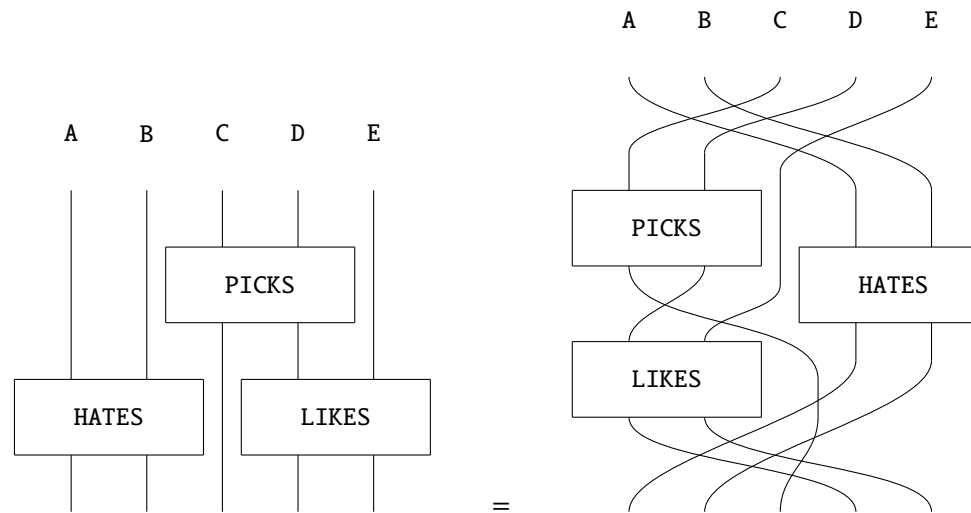 A B C D E
PICKS
HATES LIKES
=
A B C D E
PICKS
HATES
LIKES